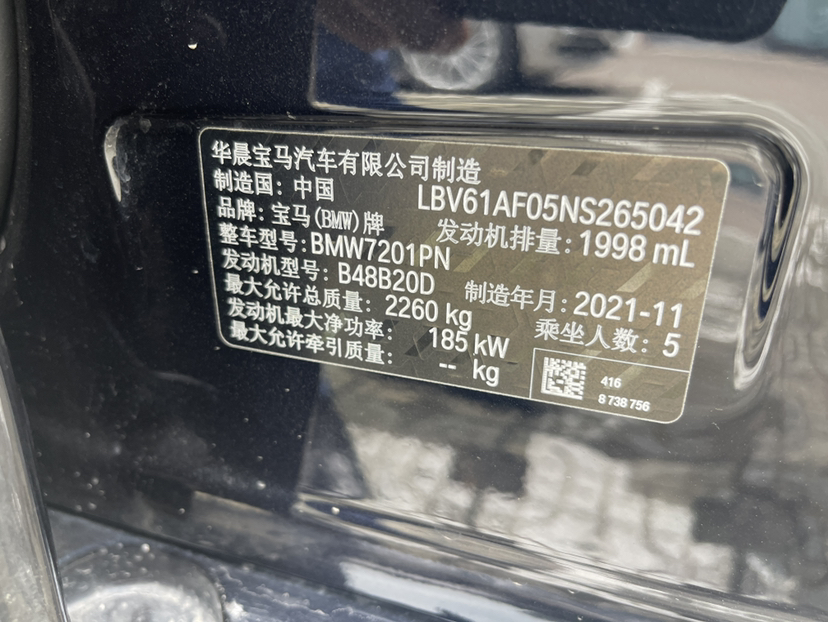 华晨宝马汽车有限公司制造
制造国: 中国 LBV61AF05NS265042
品牌: 宝马(BMW)牌 发动机排量: 1998 mL
整车型号: BMW7201PN
发动机型号: B48B20D 制造年月: 2021-11
最大允许总质量: 2260 kg 乘坐人数: 5
发动机最大净功率: 185 kW
最大允许牵引质量: -- kg
416
8 738 756